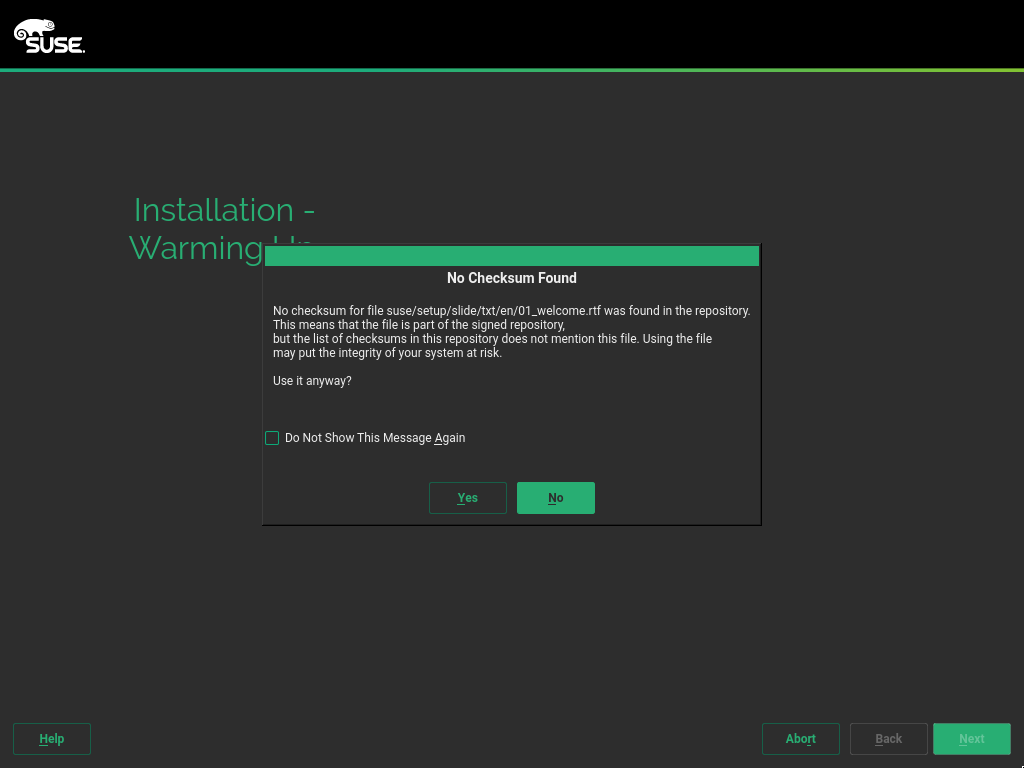 SUSE.
Installation -
Warming
No Checksum Found
No checksum for file suse/setup/slide/txt/en/01_welcome.rtf was found in the repository.
This means that the file is part of the signed repository,
but the list of checksums in this repository does not mention this file. Using the file
may put the integrity of your system at risk.
Use it anyway?
Do Not Show This Message Again
Yes No
Help Abort Back Next